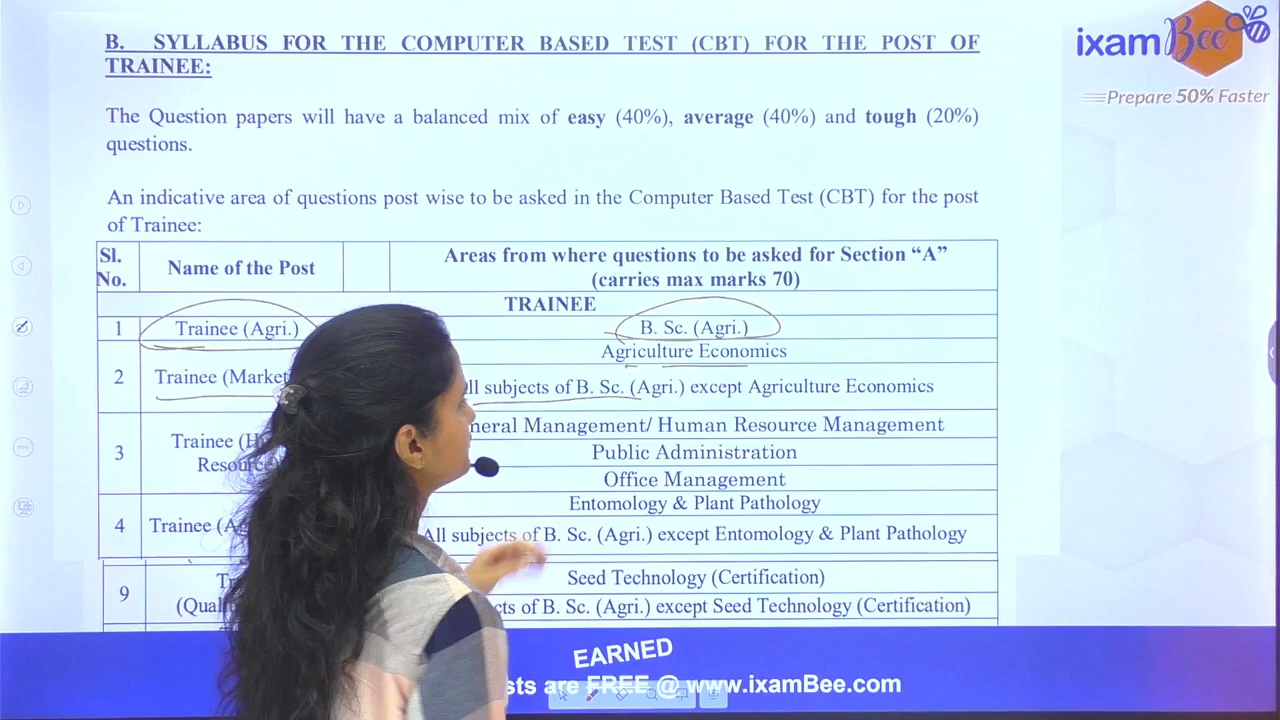 B. SYLLABUS FOR THE COMPUTER BASED TEST (CBT) FOR THE POST OF
TRAINEE:
ixamBee
Prepare 50% Faster
The Question papers will have a balanced mix of easy (40%), average (40%) and tough (20%)
questions.
An indicative area of questions post wise to be asked in the Computer Based Test (CBT) for the post
of Trainee:
Sl. No. Name of the Post Areas from where questions to be asked for Section "A" (carries max marks 70)
TRAINEE
1 Trainee (Agri.) B. Sc. (Agri.)
Agriculture Economics
2 Trainee (Market
subjects of B. Sc. (Agri.) except Agriculture Economics
General Management/ Human Resource Management
3 Trainee (H
Resource
Public Administration
Office Management
Entomology & Plant Pathology
4 Trainee (A
All subjects of B. Sc. (Agri.) except Entomology & Plant Pathology
Seed Technology (Certification)
9
(Qual
of B. Sc. (Agri.) except Seed Technology (Certification)
EARNED
are FREE @ www.ixamBee.com